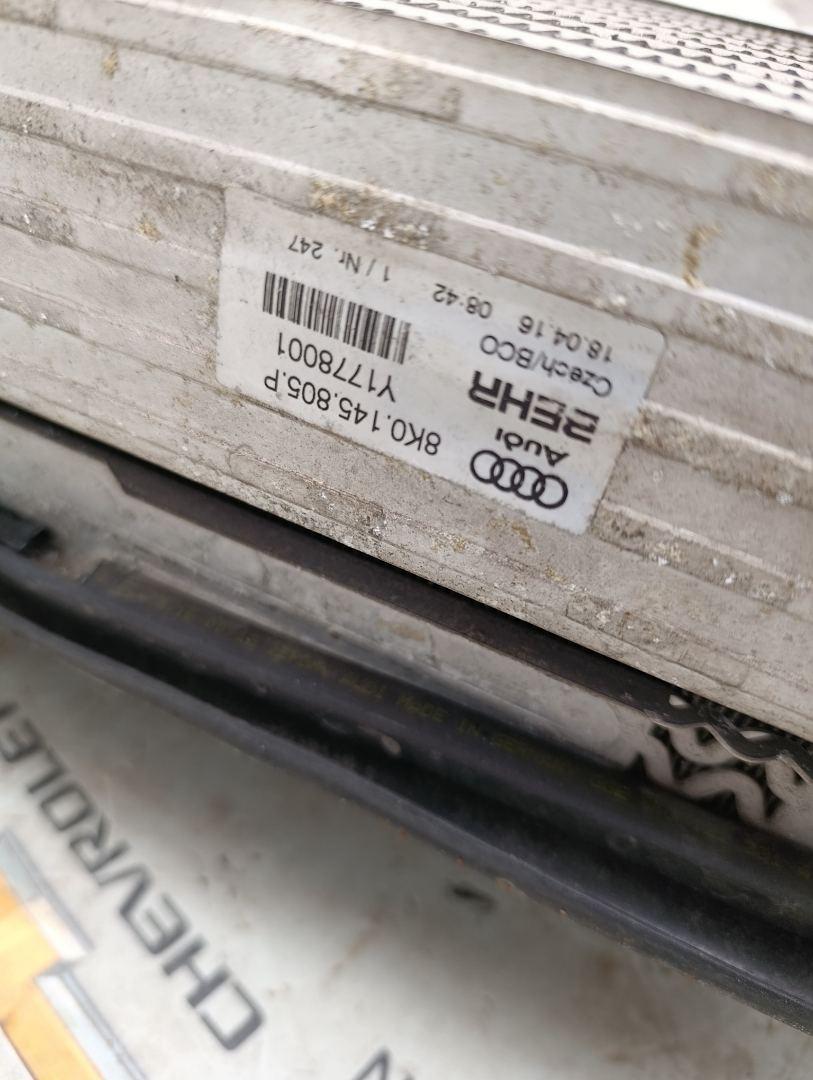 Audi
8K0.145.805.P
BEHR
Y1778001
Czech/BCO
18.04.16 08:42 1 / Nr. 247
CHEVROLET